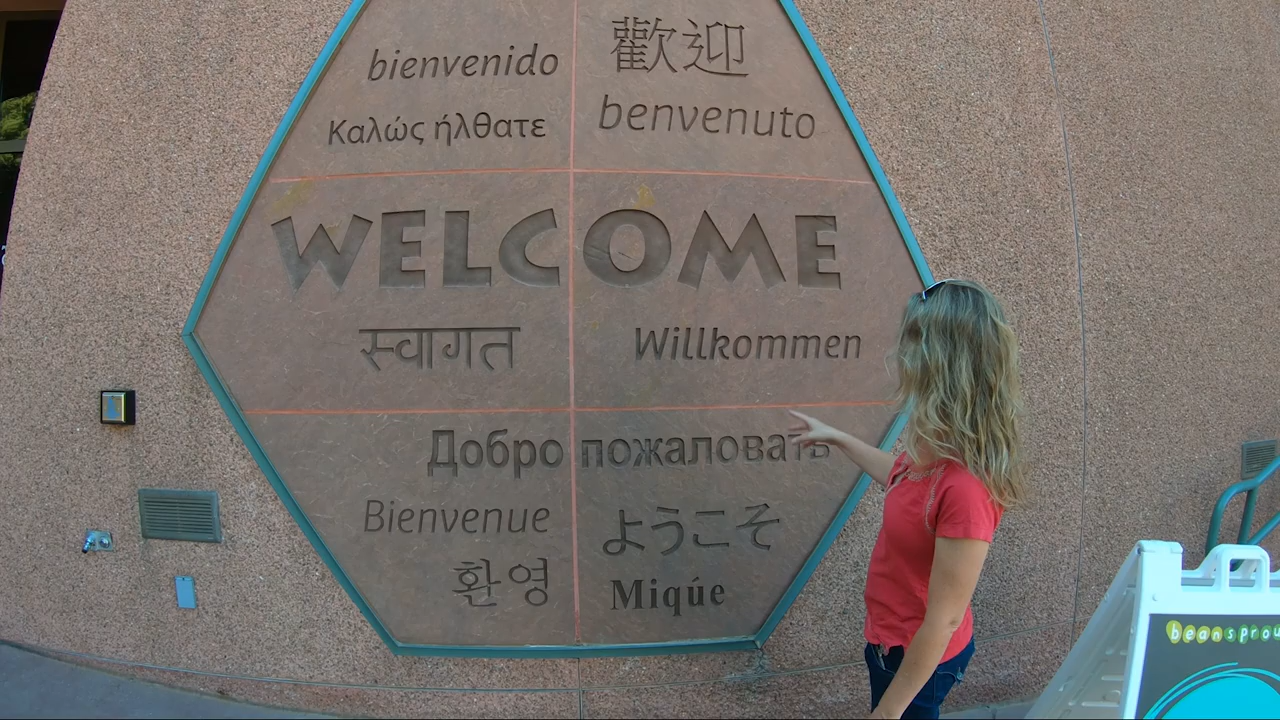 bienvenido
歡迎
Καλώς ήλθατε
benvenuto
WELCOME
स्वागत
Willkommen
Добро пожаловать
Bienvenue
ようこそ
환영
Miqúe